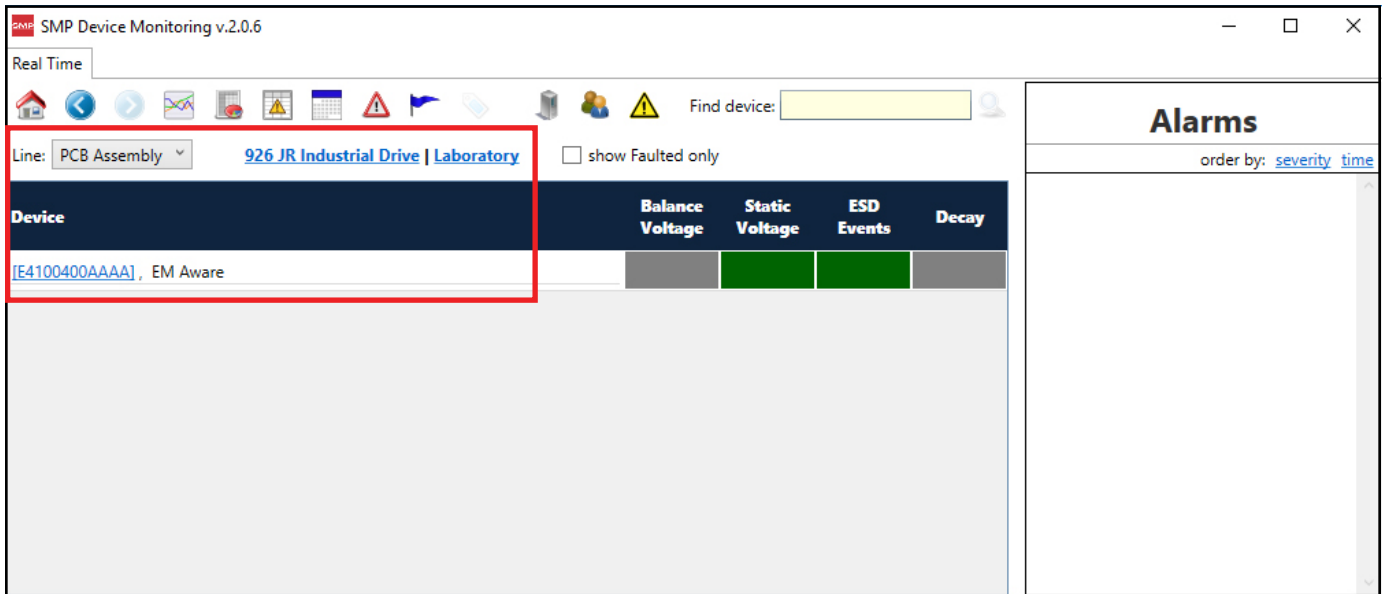 SMP SMP Device Monitoring v.2.0.6
Real Time
Find device:
Line: PCB Assembly 926 JR Industrial Drive | Laboratory show Faulted only
Device Balance Voltage Static Voltage ESD Events Decay
[E4100400AAAA] , EM Aware
Alarms
order by: severity time